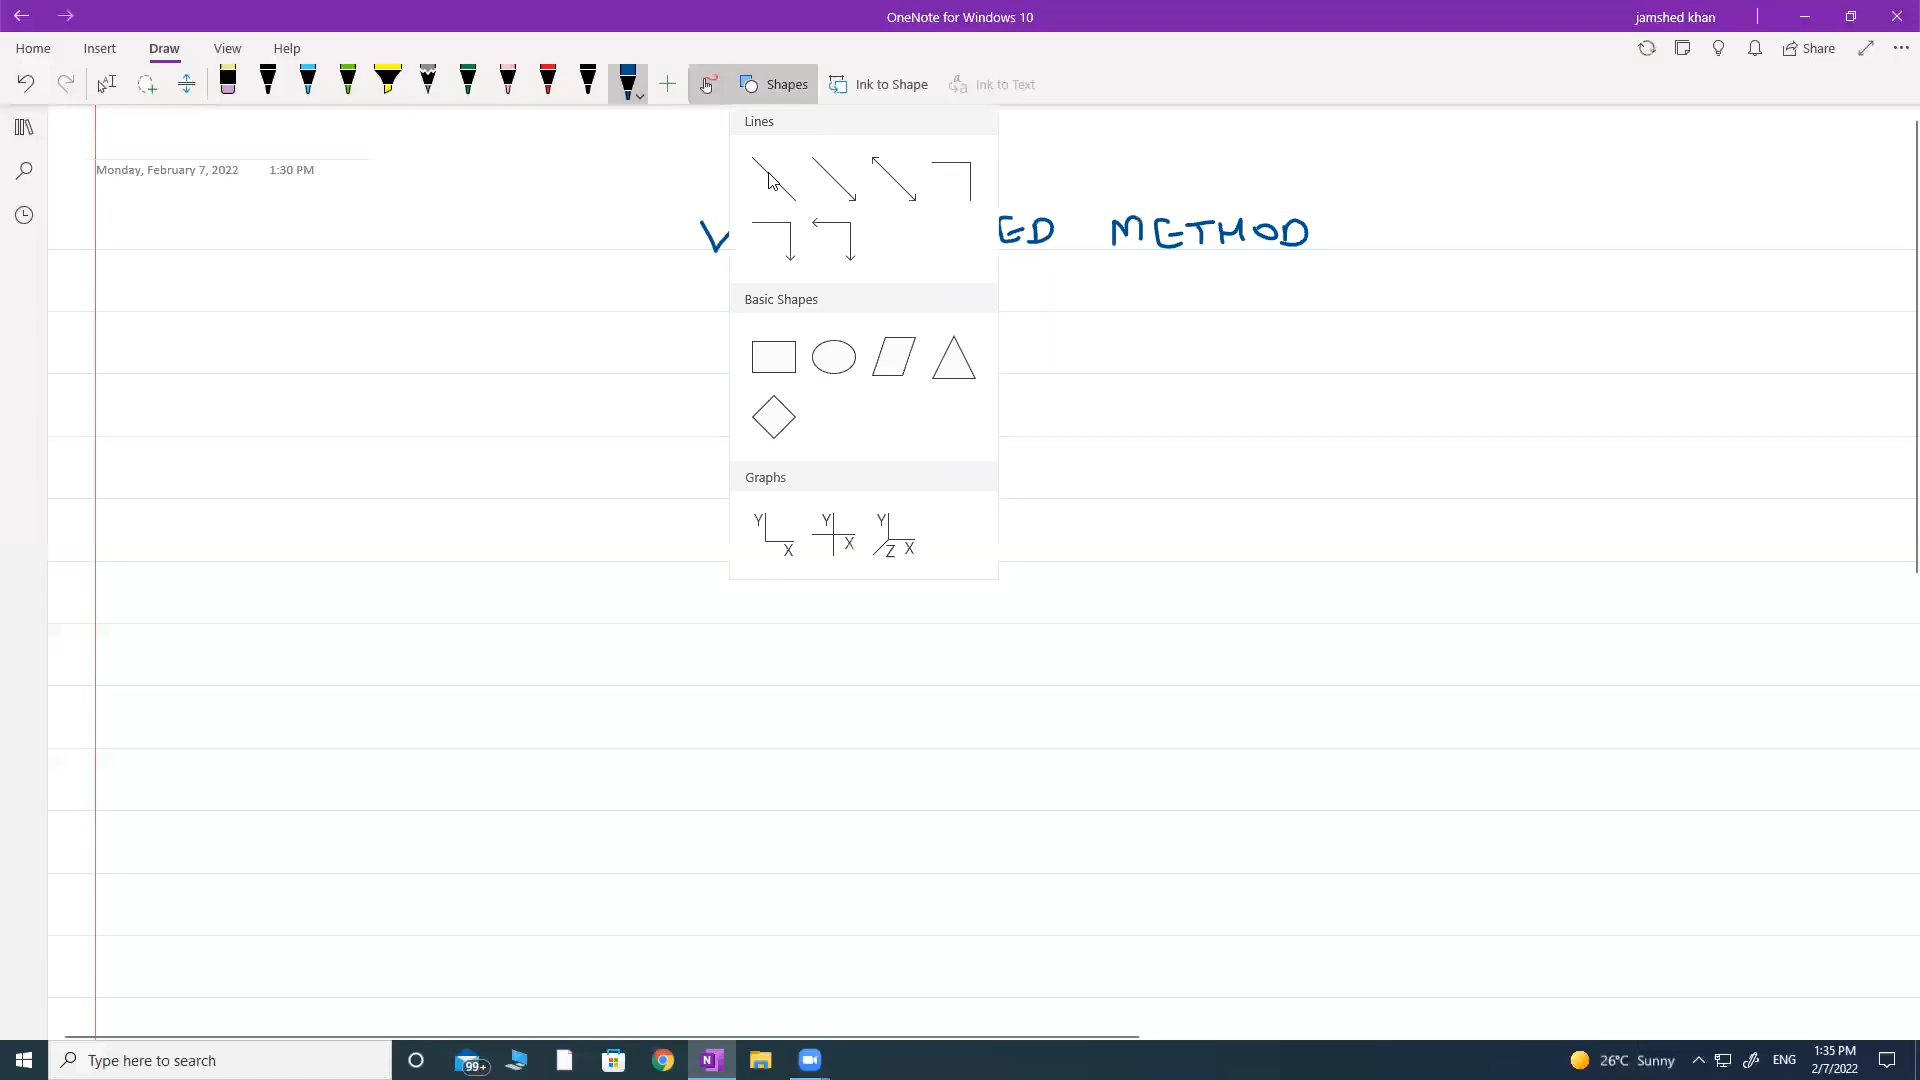 OneNote for Windows 10
jamshed khan
Home Insert Draw View Help
Share
Shapes
Ink to Shape
Ink to Text
Lines
Monday, February 7, 2022 1:30 PM
METHOD
Basic Shapes
Graphs
Y X
Y X
Y Z X
Type here to search
99+
N
26°C Sunny
ENG
1:35 PM
2/7/2022